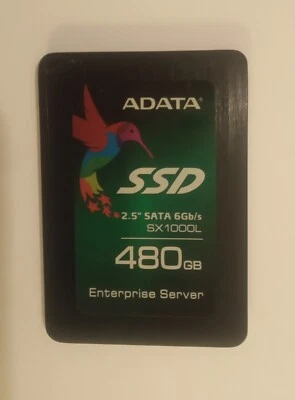 ADATA
SSD
2.5" SATA 6Gb/s
SX1000L
480GB
Enterprise Server